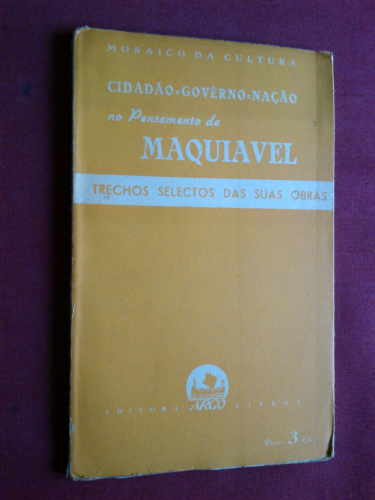 MOSAICO DA CULTURA
CIDADÃO-GOVÊRNO-NAÇÃO
no Pensamento de
MAQUIAVEL
TRECHOS SELECTOS DAS SUAS OBRAS
EDITORA ARGO LISBOA
3